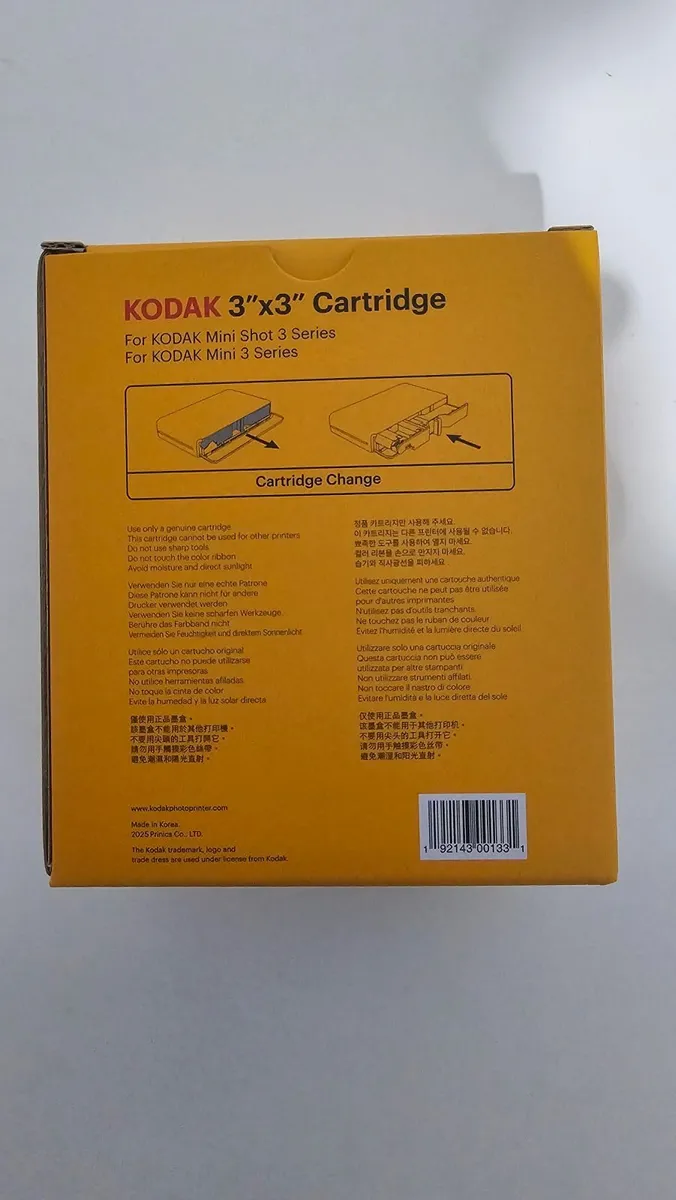 KODAK 3"x3" Cartridge
For KODAK Mini Shot 3 Series
For KODAK Mini 3 Series
Cartridge Change
Use only a genuine cartridge
This cartridge cannot be used for other printers
Do not use sharp tools
Do not touch the color ribbon
Avoid moisture and direct sunlight
Verwenden Sie nur eine echte Patrone
Diese Patrone kann nicht für andere
Drucker verwendet werden
Verwenden Sie keine scharfen Werkzeuge.
Berühre das Farbband nicht
Vermeiden Sie Feuchtigkeit und direktem Sonnenlicht
Utilice sólo un cartucho original
Este cartucho no puede utilizarse
para otras impresoras
No utilice herramientas afiladas
No toque la cinta de color
Evite la humedad y la luz solar directa
僅使用正品墨盒。
該墨盒不能用於其他打印機。
不要用尖頭的工具打開它。
請勿用手觸摸彩色絲帶。
避免潮濕和陽光直射。
정품 카트리지만 사용해 주세요.
이 카트리지는 다른 프린터에 사용될 수 없습니다.
뾰족한 도구를 사용하여 열지 마세요.
컬러 리본을 손으로 만지지 마세요.
습기와 직사광선을 피하세요
Utilisez uniquement une cartouche authentique
Cette cartouche ne peut pas être utilisée
pour d'autres imprimantes
N'utilisez pas d'outils tranchants.
Ne touchez pas le ruban de couleur
Évitez l'humidité et la lumière directe du soleil
Utilizzare solo una cartuccia originale
Questa cartuccia non può essere
utilizzata per altre stampanti
Non utilizzare strumenti affilati.
Non toccare il nastro di colore
Evitare l'umidità e la luce diretta del sole
仅使用正品墨盒。
该墨盒不能用于其他打印机。
不要用尖头的工具打开它。
请勿用手触摸彩色丝带。
避免潮湿和阳光直射。
www.kodakphotoprinter.com
Made in Korea.
2025 Prinics Co., LTD.
The Kodak trademark, logo and
trade dress are used under license from Kodak.
1 92143 00133 1